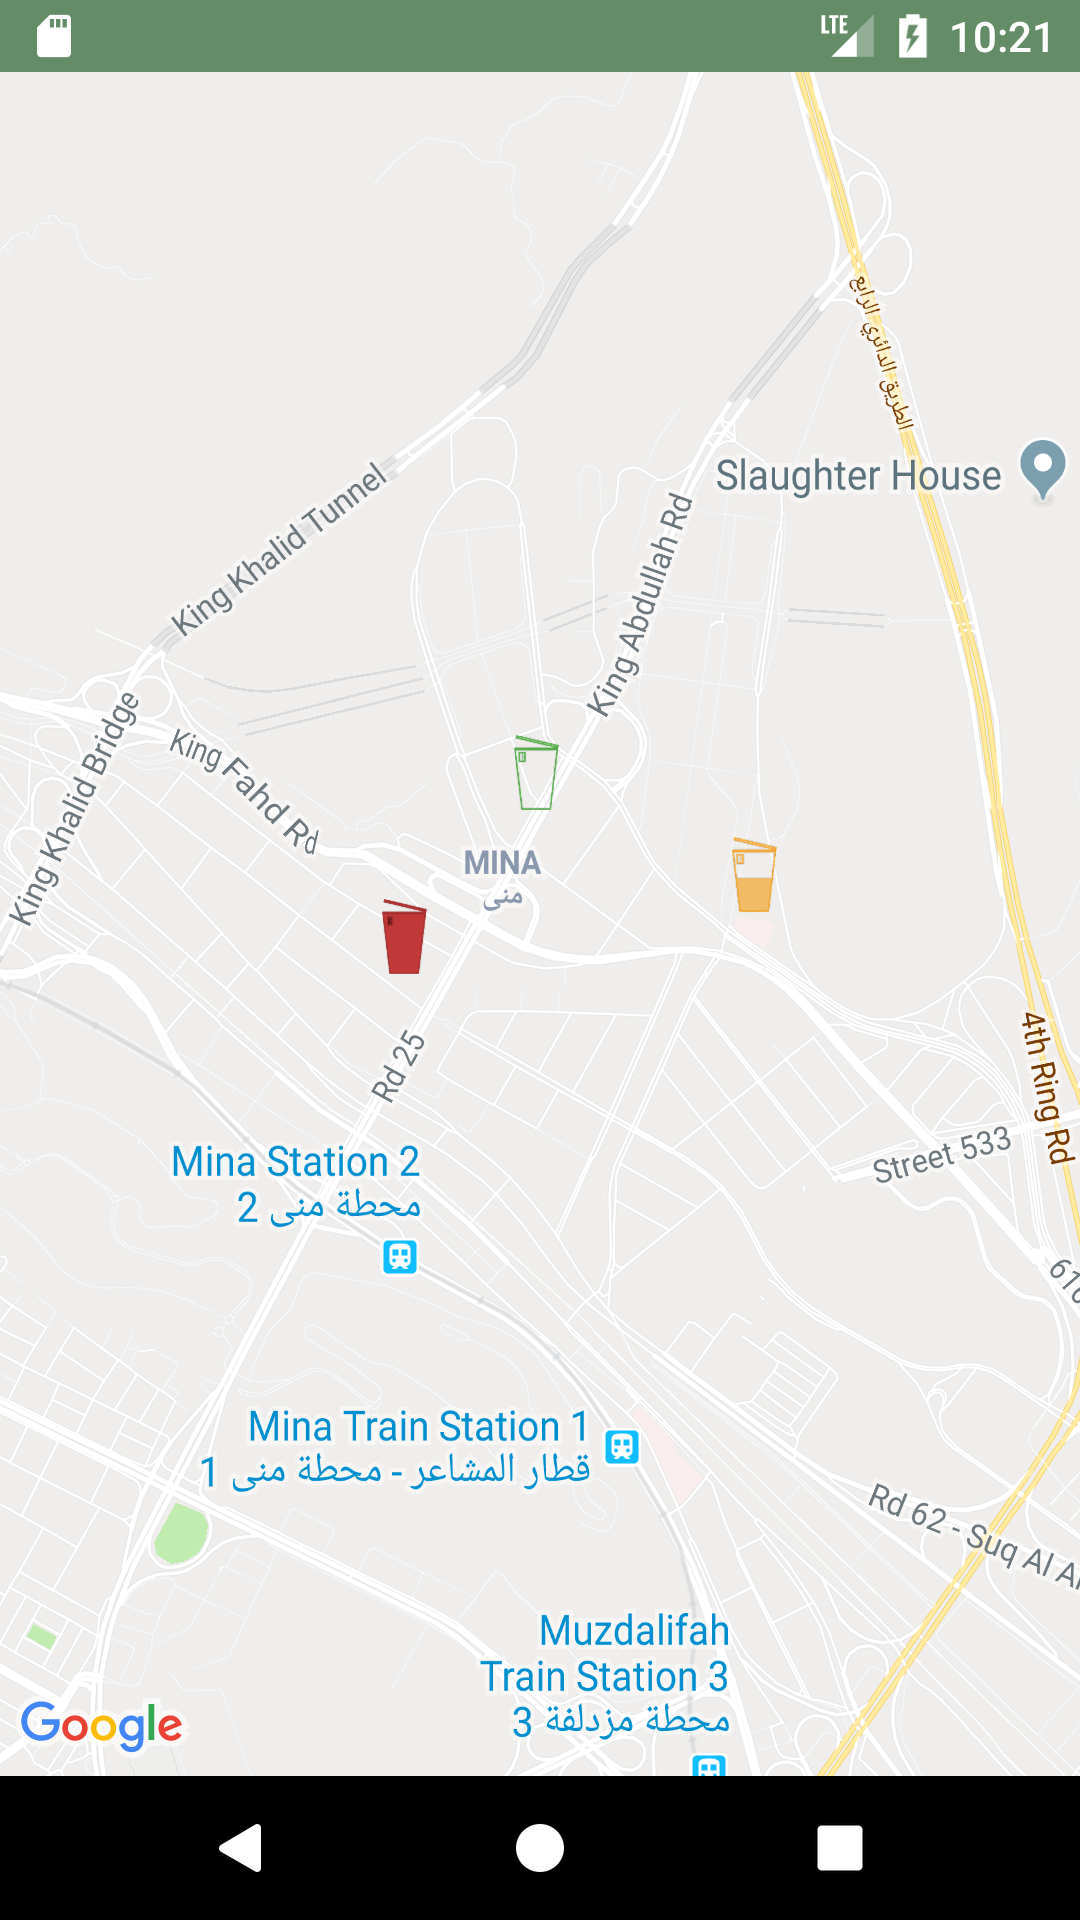 LTE
10:21
الطريق الدائري الرابع
Slaughter House
King Khalid Tunnel
King Abdullah Rd
King Khalid Bridge
King Fahd Rd
MINA
منى
Rd 25
4th Ring Rd
Street 533
Mina Station 2
محطة منى 2
610
Mina Train Station 1
قطار المشاعر - محطة منى 1
Rd 62 - Suq Al A
Muzdalifah
Train Station 3
محطة مزدلفة 3
Google